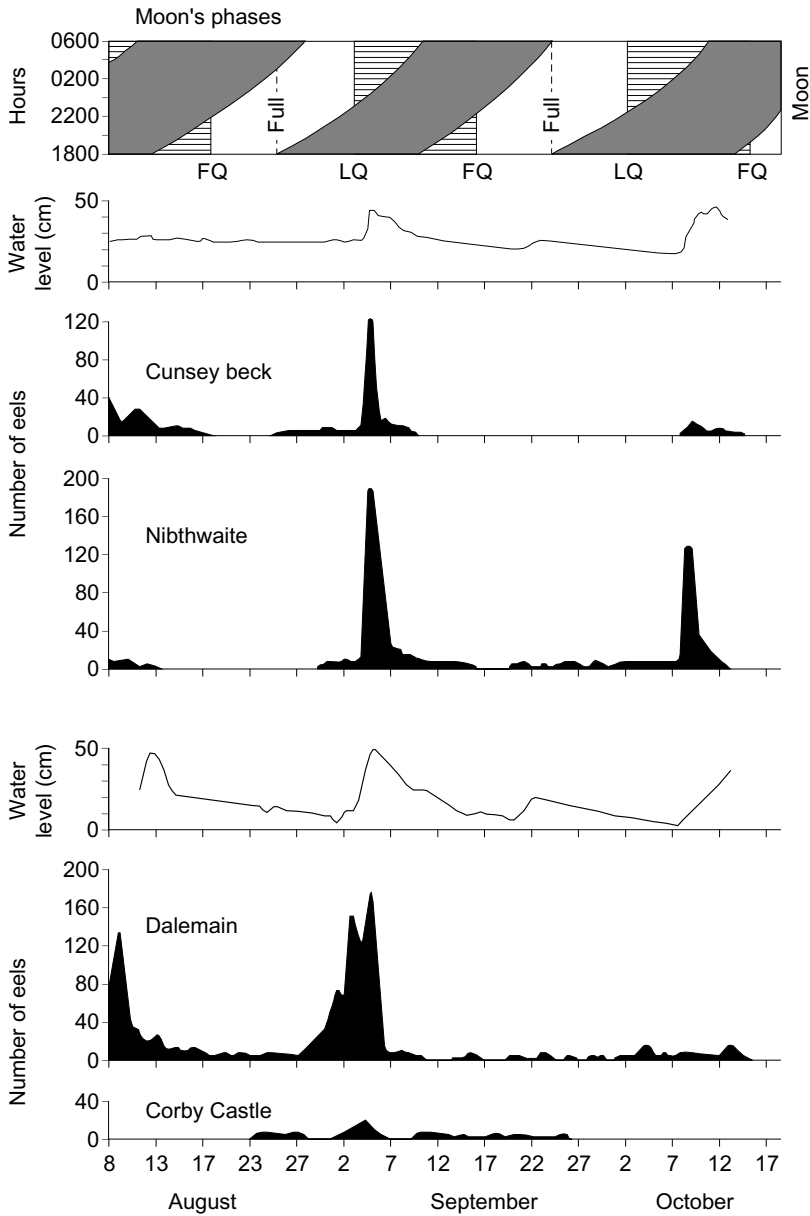 Moon's phases
0600
0200
2200
1800
Hours
Full
Full
Moon
FQ LQ FQ LQ FQ
50
0
Water
level (cm)
120
80
40
0
Cunsey beck
Number of eels
200
160
120
80
40
0
Nibthwaite
50
0
Water
level (cm)
200
160
120
80
40
0
Dalemain
Number of eels
40
0
Corby Castle
8 13 17 27 2 7 12 17 22 27 2 7 12 17
August September October